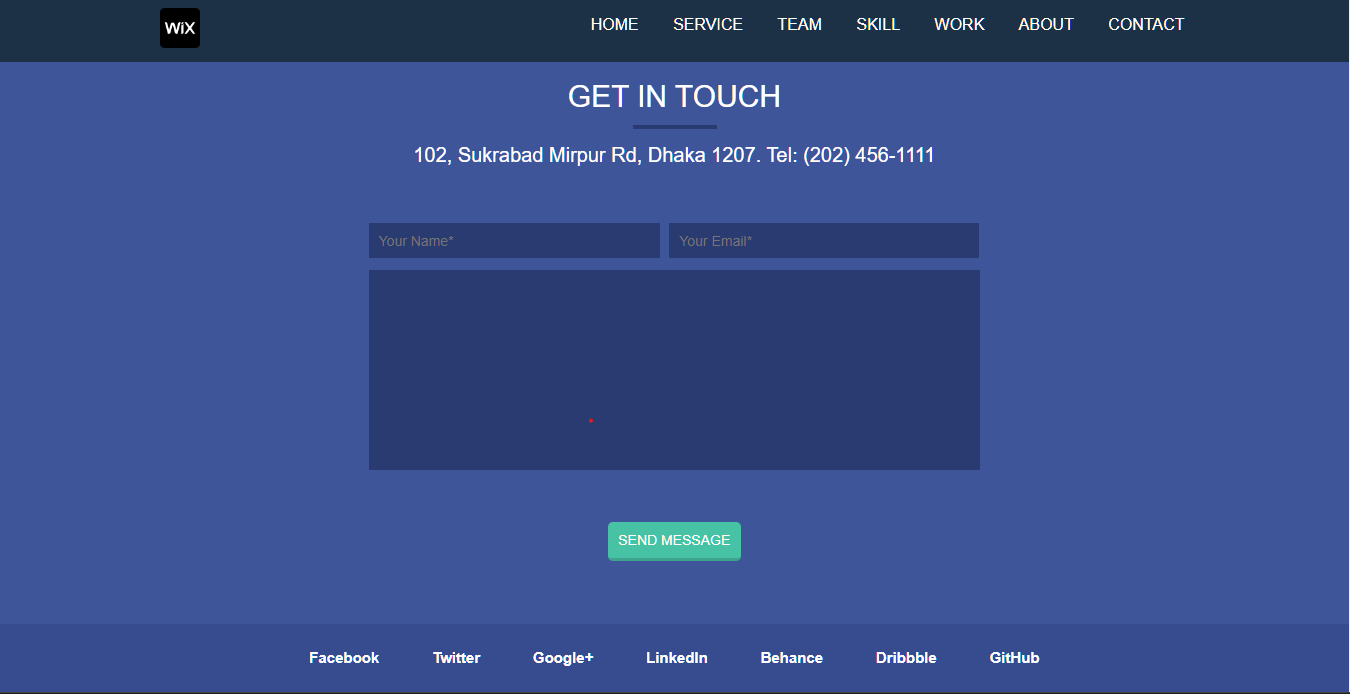 WiX HOME SERVICE TEAM SKILL WORK ABOUT CONTACT
GET IN TOUCH
102, Sukrabad Mirpur Rd, Dhaka 1207. Tel: (202) 456-1111
Your Name* Your Email*
SEND MESSAGE
Facebook Twitter Google+ LinkedIn Behance Dribbble GitHub